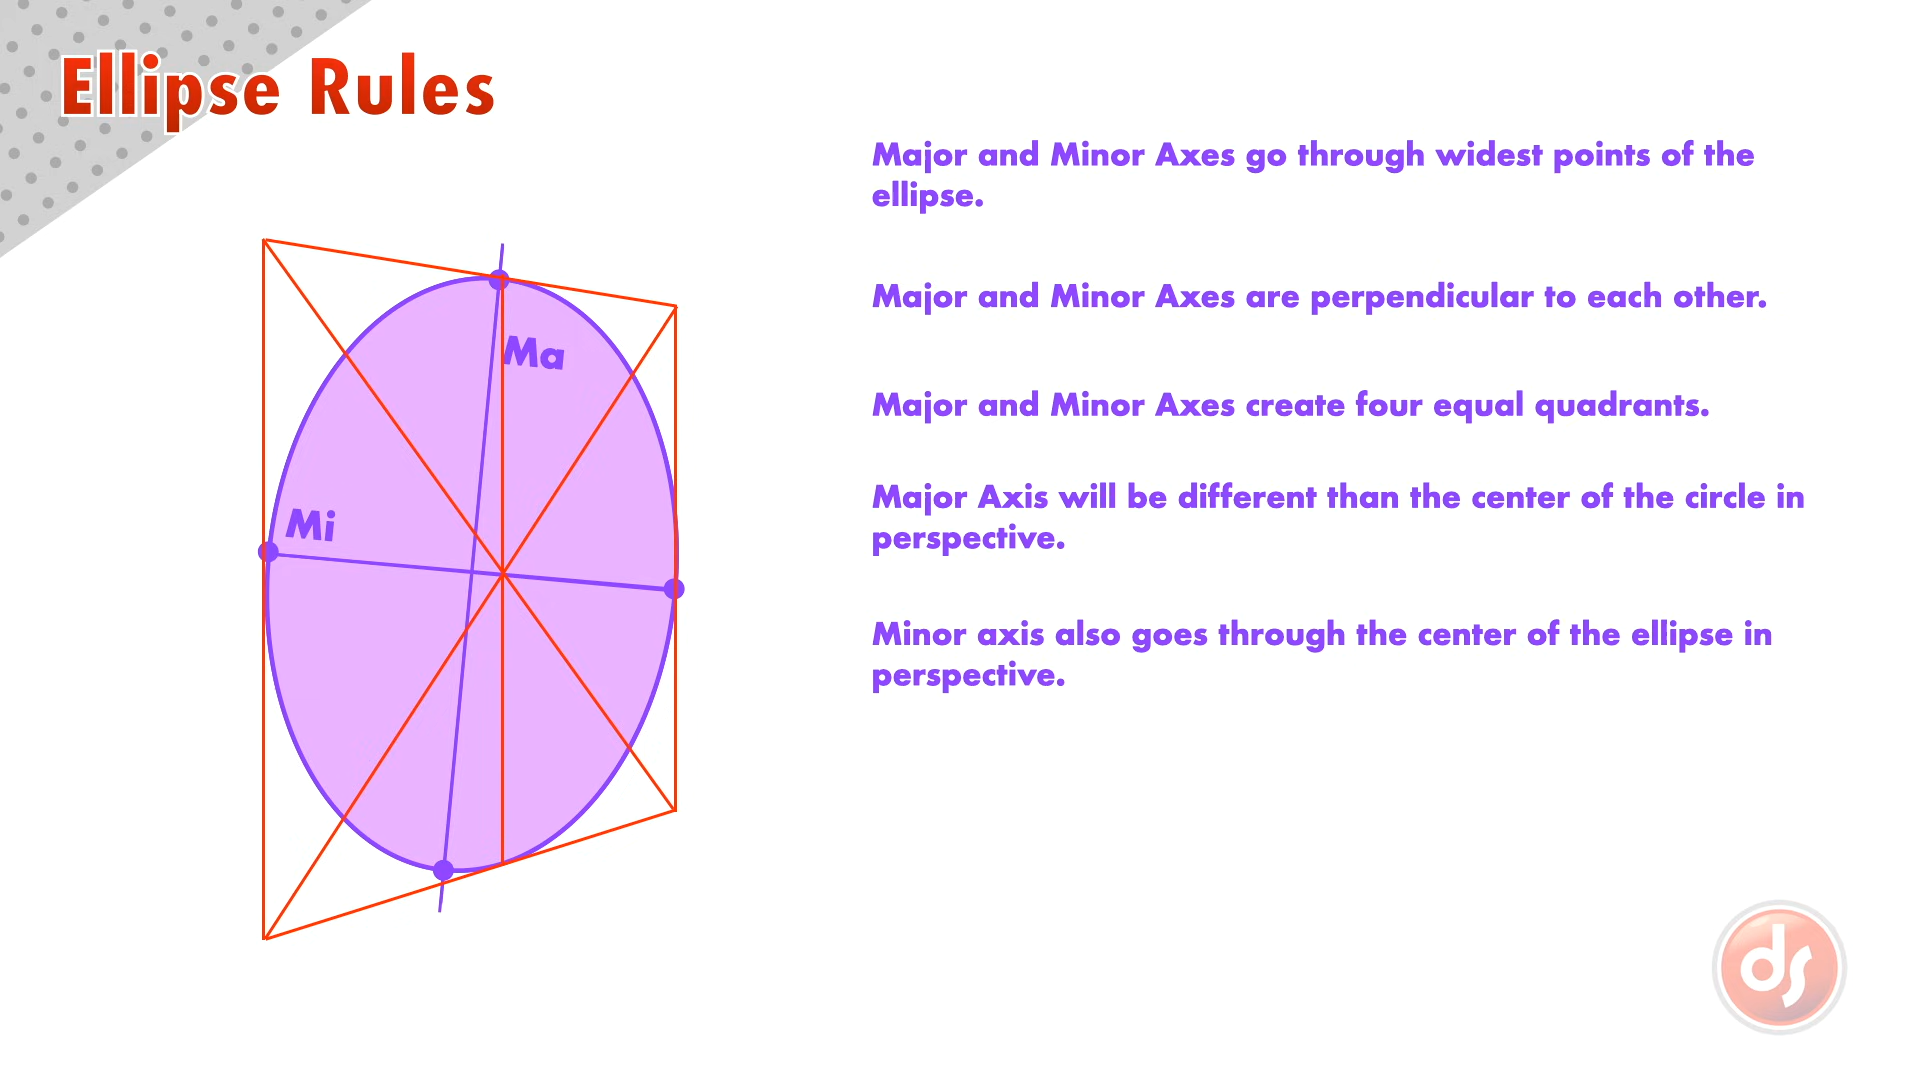 Ellipse Rules
Major and Minor Axes go through widest points of the
ellipse.
Major and Minor Axes are perpendicular to each other.
Ma
Major and Minor Axes create four equal quadrants.
Major Axis will be different than the center of the circle in
perspective.
Mi
Minor axis also goes through the center of the ellipse in
perspective.
ds